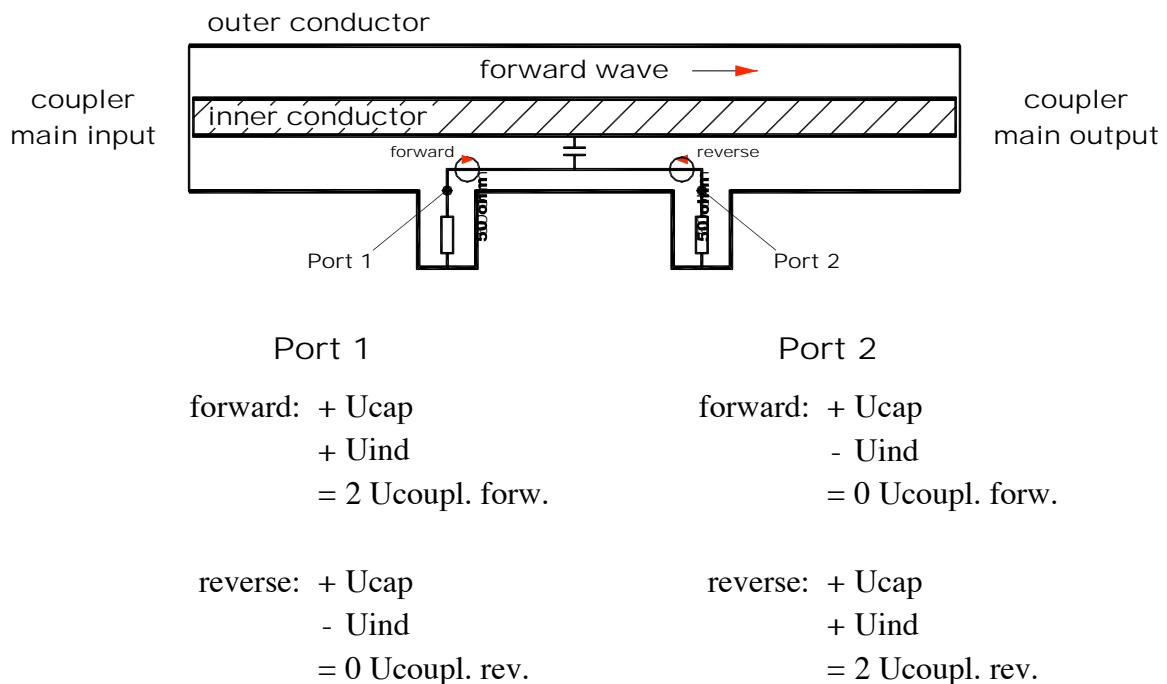 outer conductor
forward wave
coupler
main input
inner conductor
coupler
main output
forward
reverse
50 ohm
50 ohm
Port 1
Port 2
Port 1
forward: + Ucap
+ Uind
= 2 Ucoupl. forw.
reverse: + Ucap
- Uind
= 0 Ucoupl. rev.
Port 2
forward: + Ucap
- Uind
= 0 Ucoupl. forw.
reverse: + Ucap
+ Uind
= 2 Ucoupl. rev.